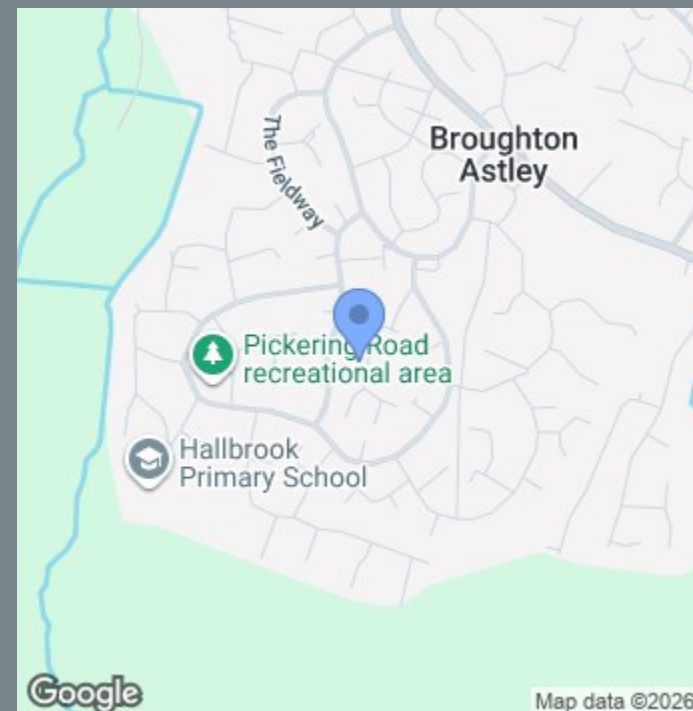 Broughton
Astley
The Fieldway
Pickering Road
recreational area
Hallbrook
Primary School
Google
Map data ©2026